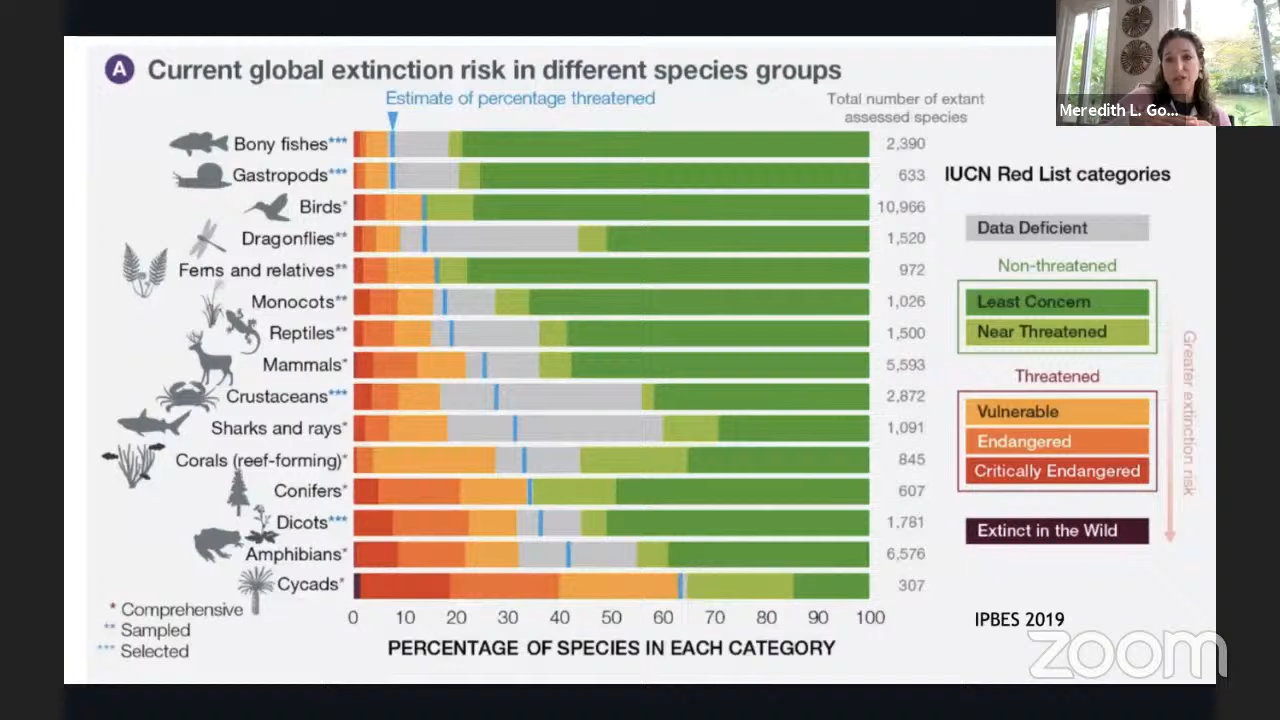 A Current global extinction risk in different species groups
Estimate of percentage threatened
Total number of extant
assessed species
Bony fishes*** 2,390
Gastropods*** 633
Birds* 10,966
Dragonflies** 1,520
Ferns and relatives** 972
Monocots** 1,026
Reptiles** 1,500
Mammals* 5,593
Crustaceans*** 2,872
Sharks and rays* 1,091
Corals (reef-forming)* 845
Conifers* 607
Dicots*** 1,781
Amphibians* 6,576
Cycads* 307
0 10 20 30 40 50 60 70 80 90 100
PERCENTAGE OF SPECIES IN EACH CATEGORY
* Comprehensive
** Sampled
*** Selected
IUCN Red List categories
Data Deficient
Non-threatened
Least Concern
Near Threatened
Threatened
Vulnerable
Endangered
Critically Endangered
Extinct in the Wild
Greater extinction risk
IPBES 2019
zoom
Meredith L. Go...